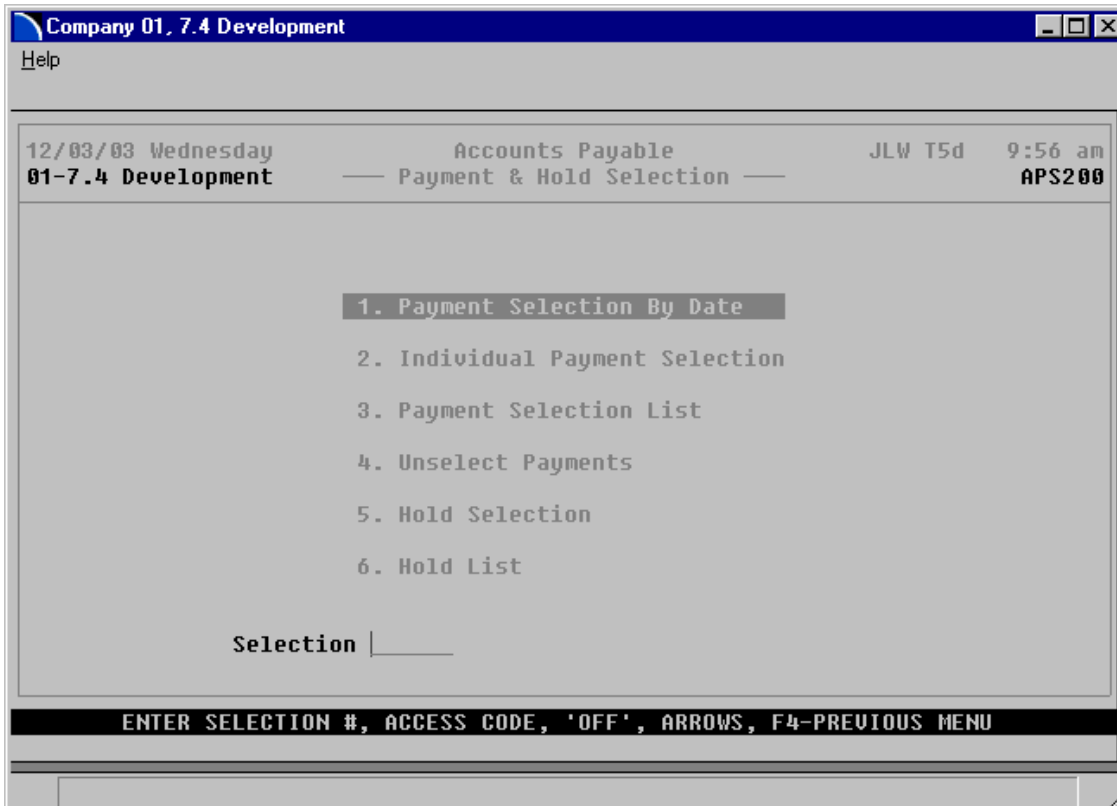 Company 01, 7.4 Development
Help
12/03/03 Wednesday Accounts Payable JLW T5d 9:56 am
01-7.4 Development Payment & Hold Selection APS200
1. Payment Selection By Date
2. Individual Payment Selection
3. Payment Selection List
4. Unselect Payments
5. Hold Selection
6. Hold List
Selection
ENTER SELECTION #, ACCESS CODE, 'OFF', ARROWS, F4-PREVIOUS MENU